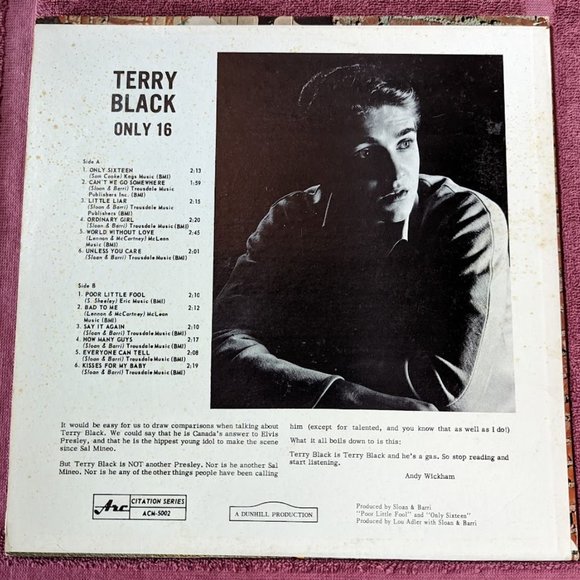 TERRY
BLACK
ONLY 16
Side A
1. ONLY SIXTEEN 2:13
(Sam Cooke) Kags Music (BMI)
2. CAN'T WE GO SOMEWHERE 1:59
(Sloan & Barri) Trousdale Music
Publishers Inc. (BMI)
3. LITTLE LIAR 2:15
(Sloan & Barri) Trousdale Music
Publishers (BMI)
4. ORDINARY GIRL 2:20
(Sloan & Barri) Trousdale Music (BMI)
5. WORLD WITHOUT LOVE 2:45
(Lennon & McCartney) McLean
Music (BMI)
6. UNLESS YOU CARE 2:01
(Sloan & Barri) Trousdale Music (BMI)
Side B
1. POOR LITTLE FOOL 2:10
(S. Sheeley) Eric Music (BMI)
2. BAD TO ME 2:12
(Lennon & McCartney) McLean
Music (BMI)
3. SAY IT AGAIN 2:10
(Sloan & Barri) Trousdale Music (BMI)
4. HOW MANY GUYS 2:17
(Sloan & Barri) Trousdale Music (BMI)
5. EVERYONE CAN TELL 2:08
(Sloan & Barri) Trousdale Music (BMI)
6. KISSES FOR MY BABY 2:19
(Sloan & Barri) Trousdale Music (BMI)
It would be easy for us to draw comparisons when talking about
Terry Black. We could say that he is Canada's answer to Elvis
Presley, and that he is the hippest young idol to make the scene
since Sal Mineo.
But Terry Black is NOT another Presley. Nor is he another Sal
Mineo. Nor is he any of the other things people have been calling
him (except for talented, and you know that as well as I do!)
What it all boils down to is this:
Terry Black is Terry Black and he's a gas. So stop reading and
start listening.
Andy Wickham
Arc
CITATION SERIES
ACM-5002
A DUNHILL PRODUCTION
Produced by Sloan & Barri
"Poor Little Fool" and "Only Sixteen"
Produced by Lou Adler with Sloan & Barri